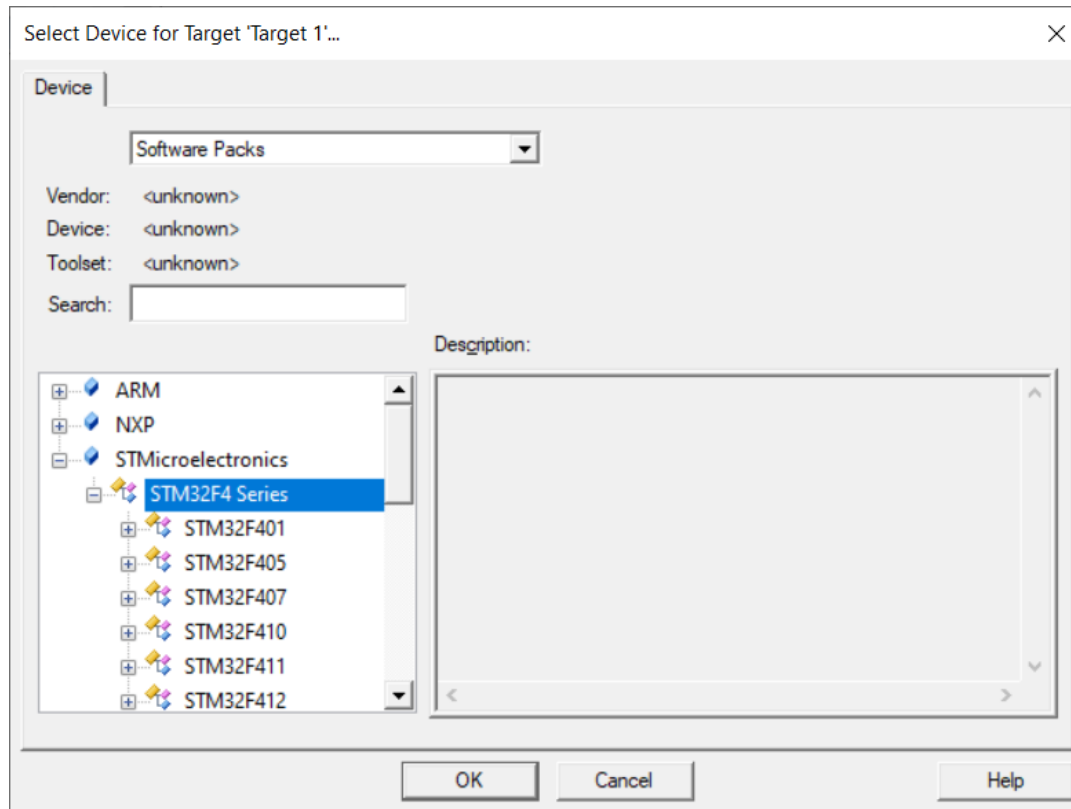 Select Device for Target 'Target 1'...
Device
Software Packs
Vendor: <unknown>
Device: <unknown>
Toolset: <unknown>
Search:
Description:
ARM
NXP
STMicroelectronics
STM32F4 Series
STM32F401
STM32F405
STM32F407
STM32F410
STM32F411
STM32F412
OK Cancel Help